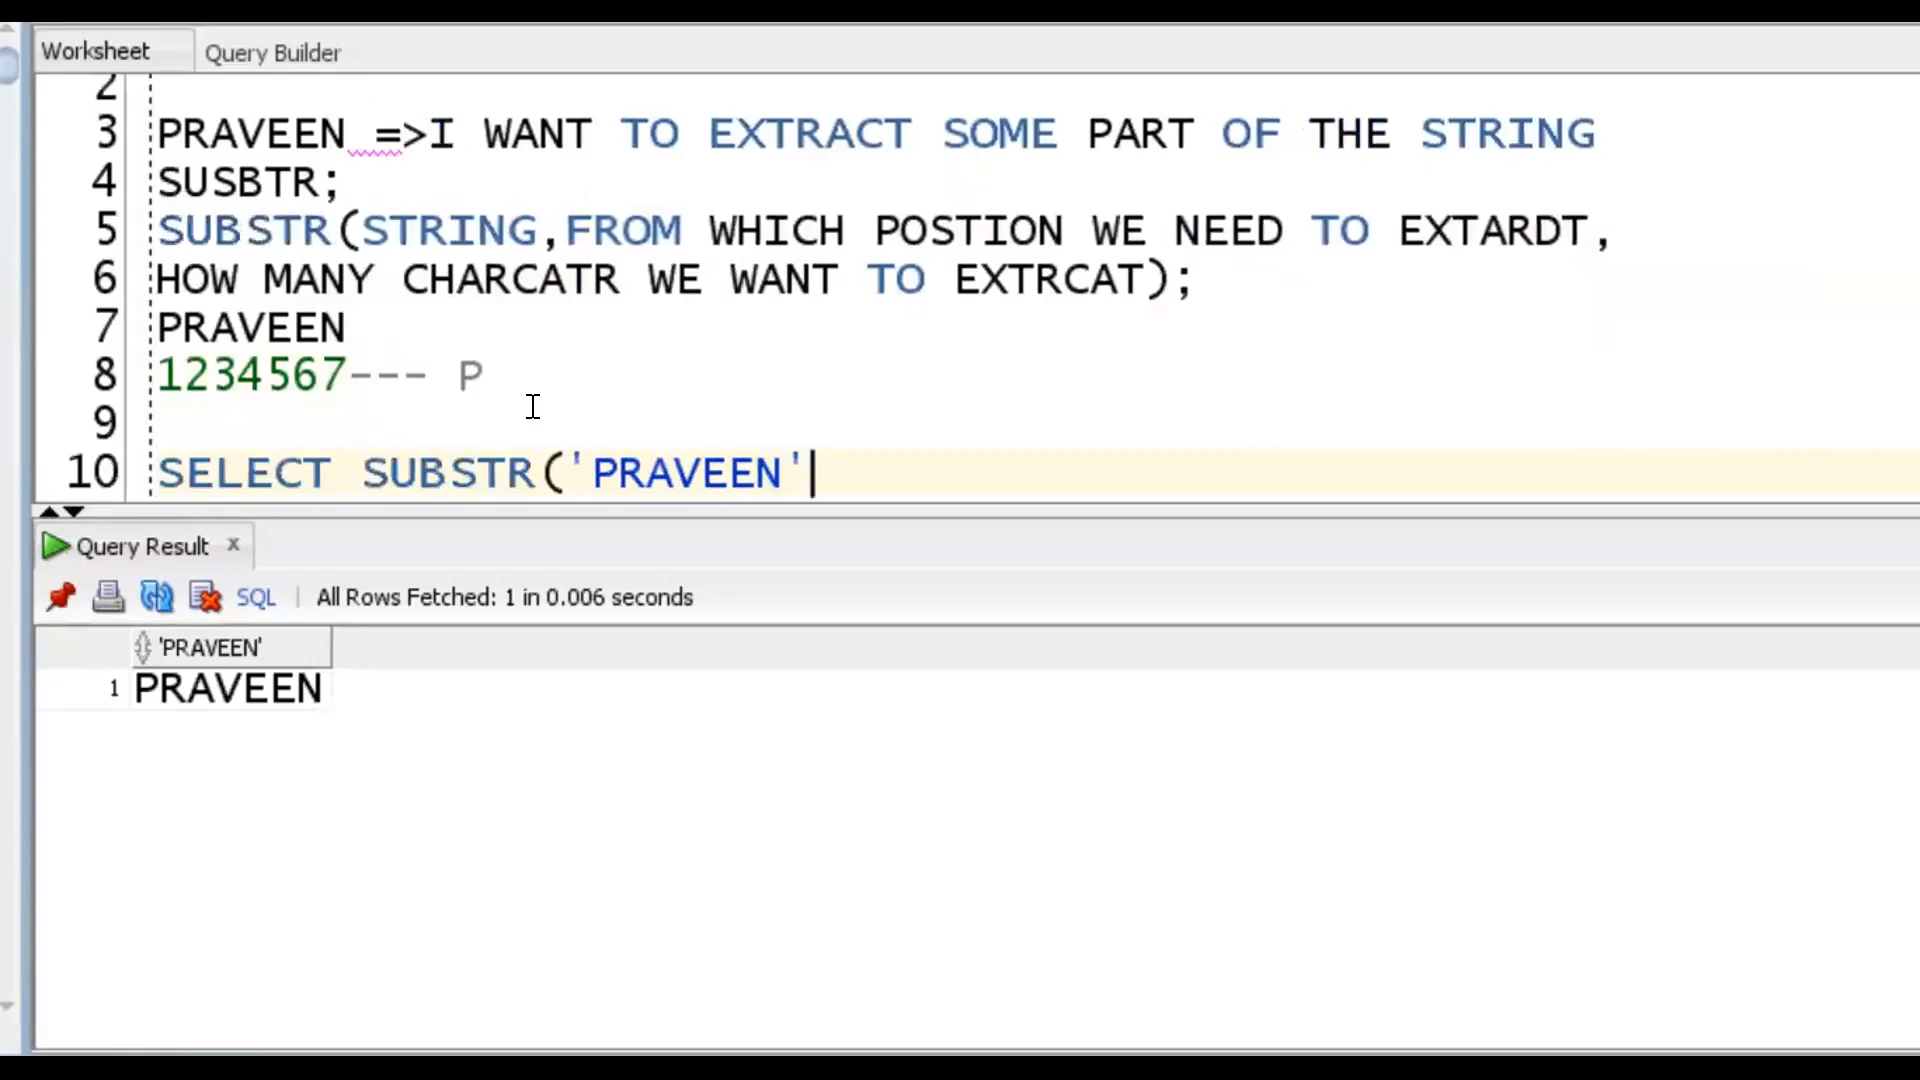 Worksheet Query Builder
2
3 PRAVEEN =>I WANT TO EXTRACT SOME PART OF THE STRING
4 SUSBTR;
5 SUBSTR(STRING,FROM WHICH POSTION WE NEED TO EXTARDT,
6 HOW MANY CHARCATR WE WANT TO EXTRCAT);
7 PRAVEEN
8 1234567--- P
9
10 SELECT SUBSTR('PRAVEEN'
Query Result x
SQL | All Rows Fetched: 1 in 0.006 seconds
'PRAVEEN'
1 PRAVEEN